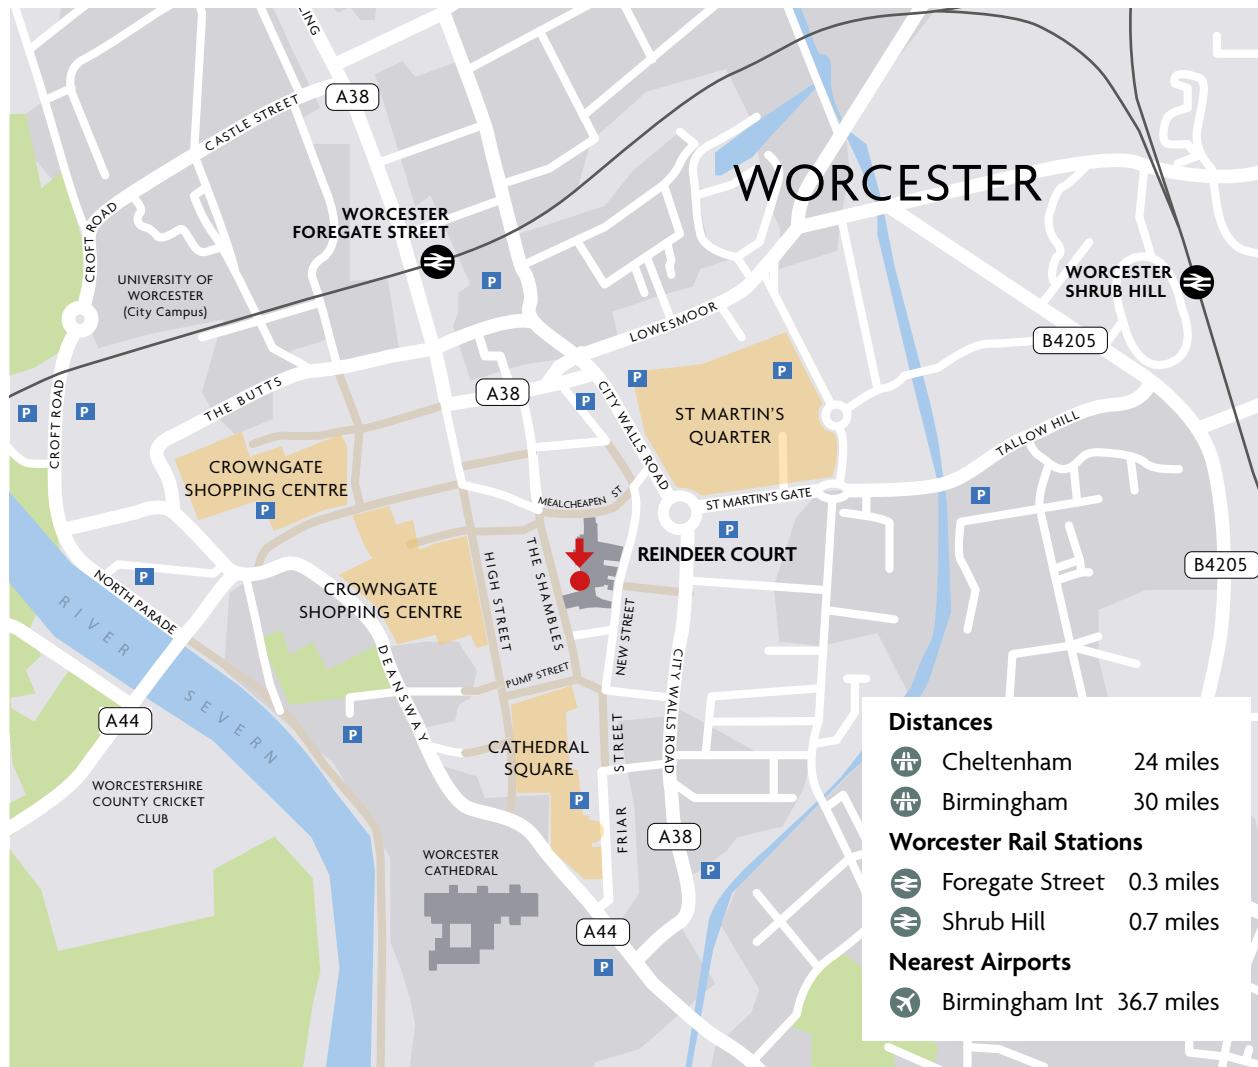 LING
A38
CASTLE STREET
WORCESTER
WORCESTER
FOREGATE STREET
CROFT ROAD
P
UNIVERSITY OF
WORCESTER
(City Campus)
WORCESTER
SHRUB HILL
LOWESMOOR
B4205
P
P
A38
P
CITY WALLS ROAD
THE BUTTS
CROFT ROAD
P
P
ST MARTIN'S
QUARTER
TALLOW HILL
CROWNGATE
SHOPPING CENTRE
P
MEALCHEAPEN ST
ST MARTIN'S GATE
P
P
REINDEER COURT
HIGH STREET
THE SHAMBLES
B4205
P
NORTH PARADE
CROWNGATE
SHOPPING CENTRE
NEW STREET
RIVER SEVERN
DEANSWAY
PUMP STREET
CITY WALLS ROAD
A44
P
CATHEDRAL
SQUARE
FRIAR STREET
P
WORCESTERSHIRE
COUNTY CRICKET
CLUB
A38
WORCESTER
CATHEDRAL
P
A44
P
Distances
Cheltenham 24 miles
Birmingham 30 miles
Worcester Rail Stations
Foregate Street 0.3 miles
Shrub Hill 0.7 miles
Nearest Airports
Birmingham Int 36.7 miles